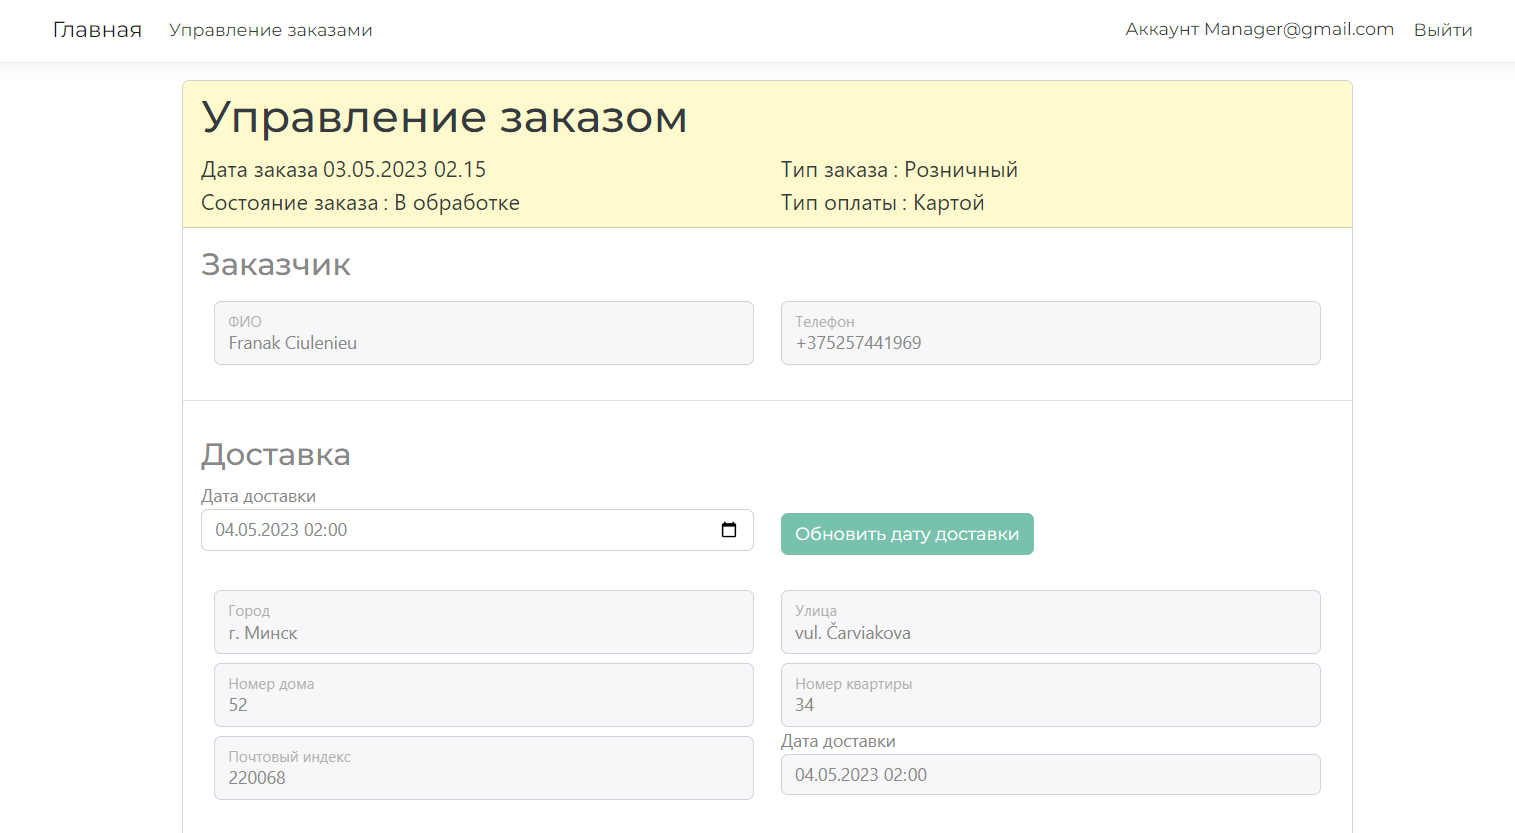 Главная Управление заказами Аккаунт Manager@gmail.com Выйти
Управление заказом
Дата заказа 03.05.2023 02.15 Тип заказа : Розничный
Состояние заказа : В обработке Тип оплаты : Картой
Заказчик
ФИО Телефон
Franak Ciulenieu +375257441969
Доставка
Дата доставки
04.05.2023 02:00 Обновить дату доставки
Город Улица
г. Минск vul. Čarviakova
Номер дома Номер квартиры
52 34
Дата доставки
Почтовый индекс
220068 04.05.2023 02:00